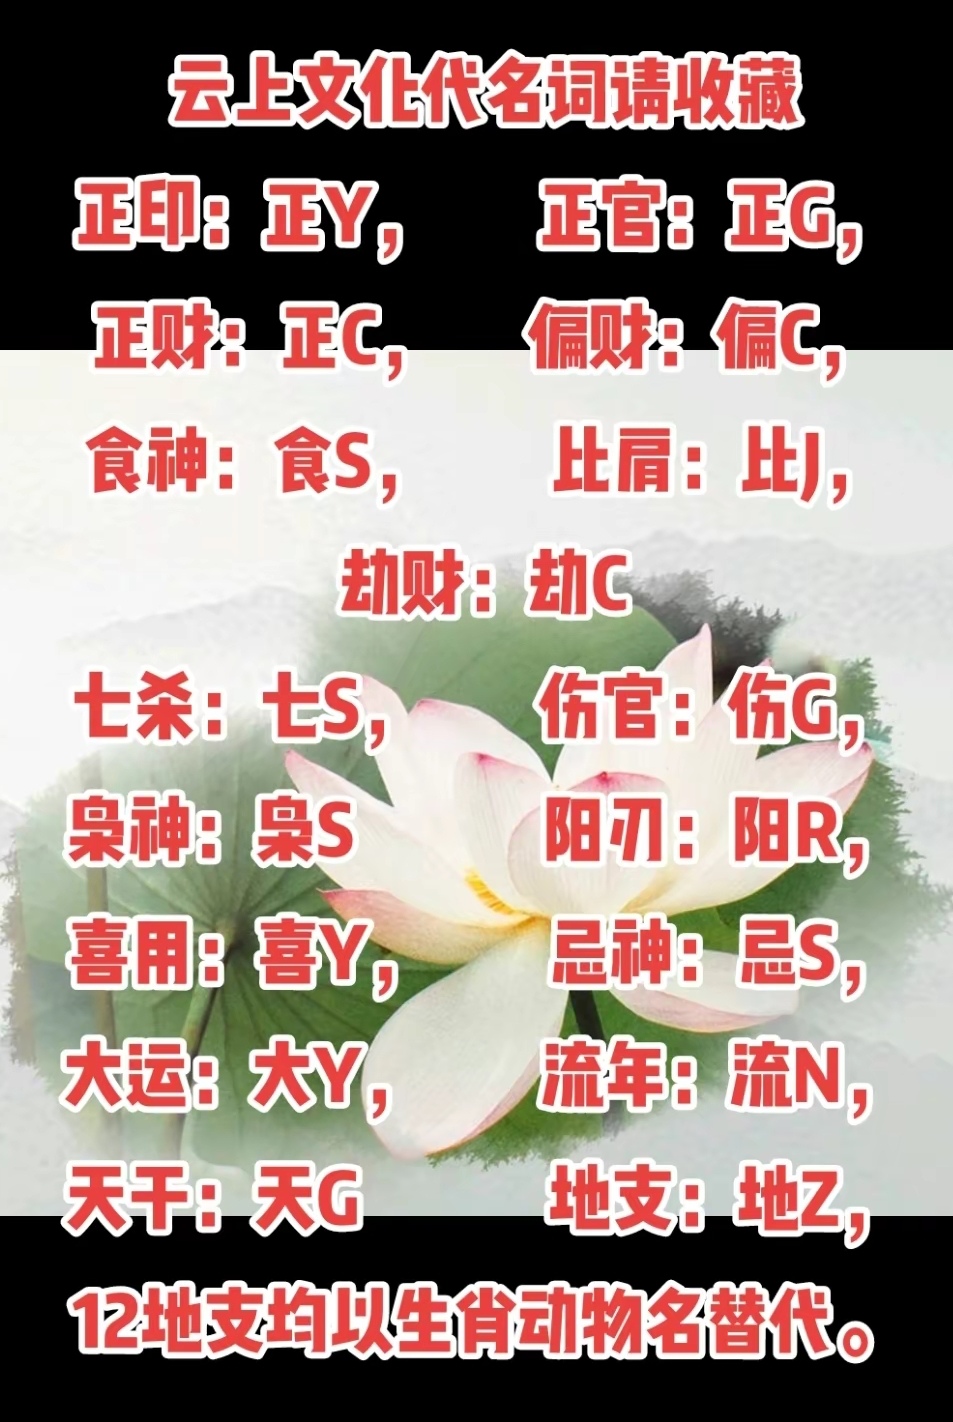 云上文化代名词请收藏
正印：正Y， 正官：正G，
正财：正C， 偏财：偏C，
食神：食S， 比肩：比J，
劫财：劫C
七杀：七S， 伤官：伤G，
枭神：枭S 阳刃：阳R，
喜用：喜Y， 忌神：忌S，
大运：大Y， 流年：流N，
天干：天G 地支：地Z，
12地支均以生肖动物名替代。